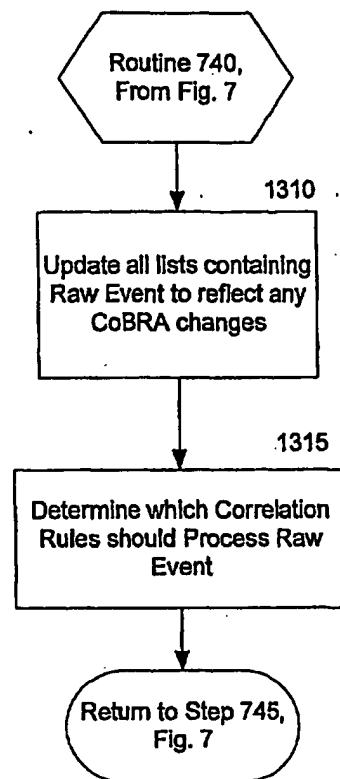 Routine 740,
From Fig. 7
1310
Update all lists containing
Raw Event to reflect any
CoBRA changes
1315
Determine which Correlation
Rules should Process Raw
Event
Return to Step 745,
Fig. 7